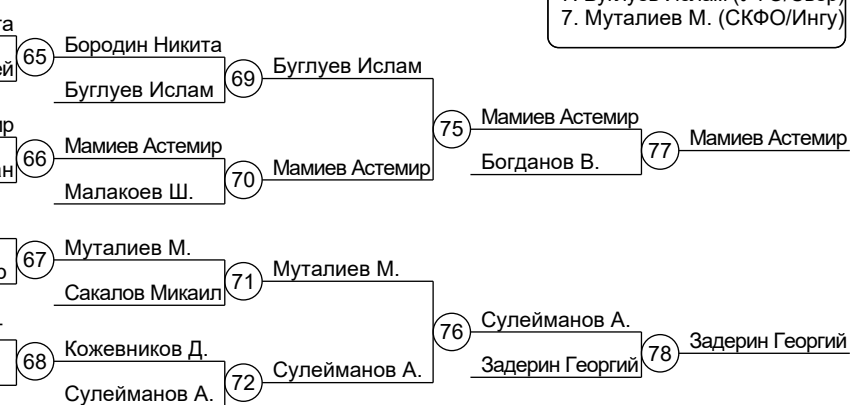 7. Муталиев М. (СКФО/Ингу)
65
Бородин Никита
Буглуев Ислам
69
Буглуев Ислам
66
Мамиев Астемир
Малакоев Ш.
70
Мамиев Астемир
75
Мамиев Астемир
Богданов В.
77
Мамиев Астемир
67
Муталиев М.
Сакалов Микаил
71
Муталиев М.
68
Кожевников Д.
Сулейманов А.
72
Сулейманов А.
76
Сулейманов А.
Задерин Георгий
78
Задерин Георгий